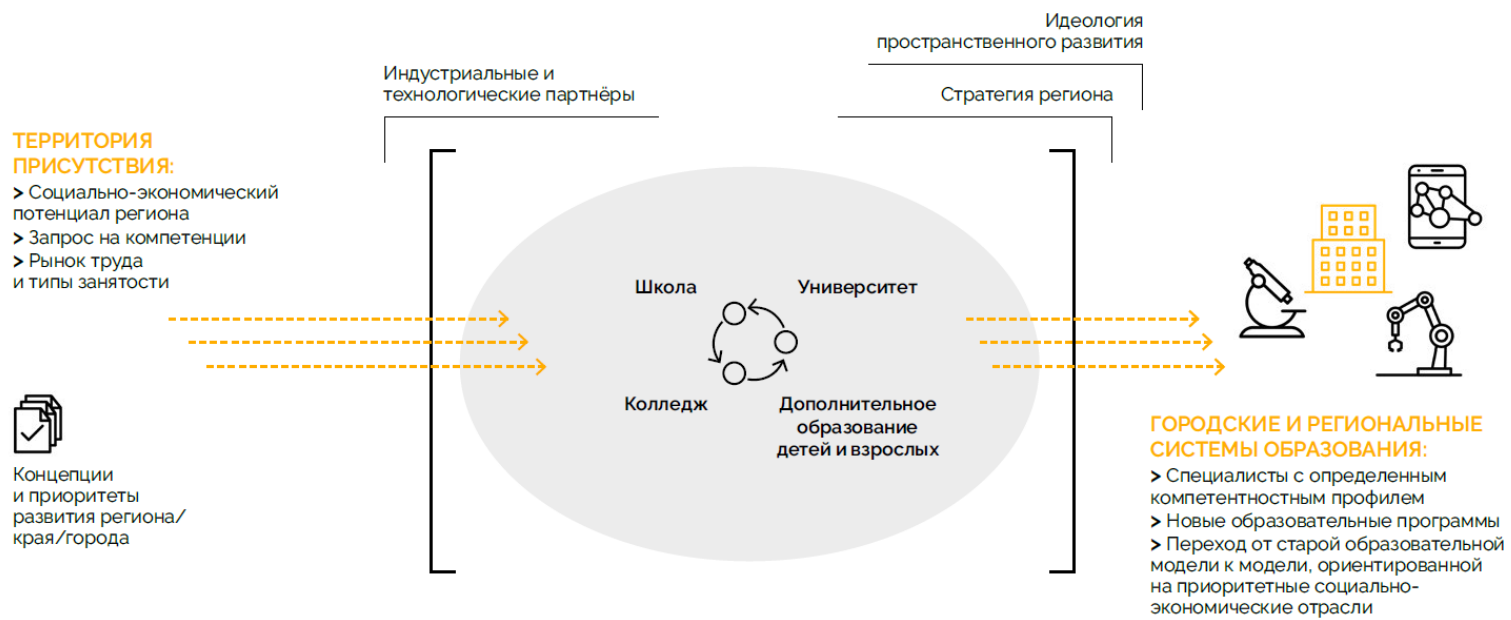 Идеология
пространственного развития
Индустриальные и
технологические партнёры
Стратегия региона
ТЕРРИТОРИЯ
ПРИСУТСТВИЯ:
> Социально-экономический
потенциал региона
> Запрос на компетенции
> Рынок труда
и типы занятости
Школа
Университет
Колледж
Дополнительное
образование
детей и взрослых
Концепции
и приоритеты
развития региона/
края/города
ГОРОДСКИЕ И РЕГИОНАЛЬНЫЕ
СИСТЕМЫ ОБРАЗОВАНИЯ:
> Специалисты с определенным
компетентностным профилем
> Новые образовательные программы
> Переход от старой образовательной
модели к модели, ориентированной
на приоритетные социально-
экономические отрасли